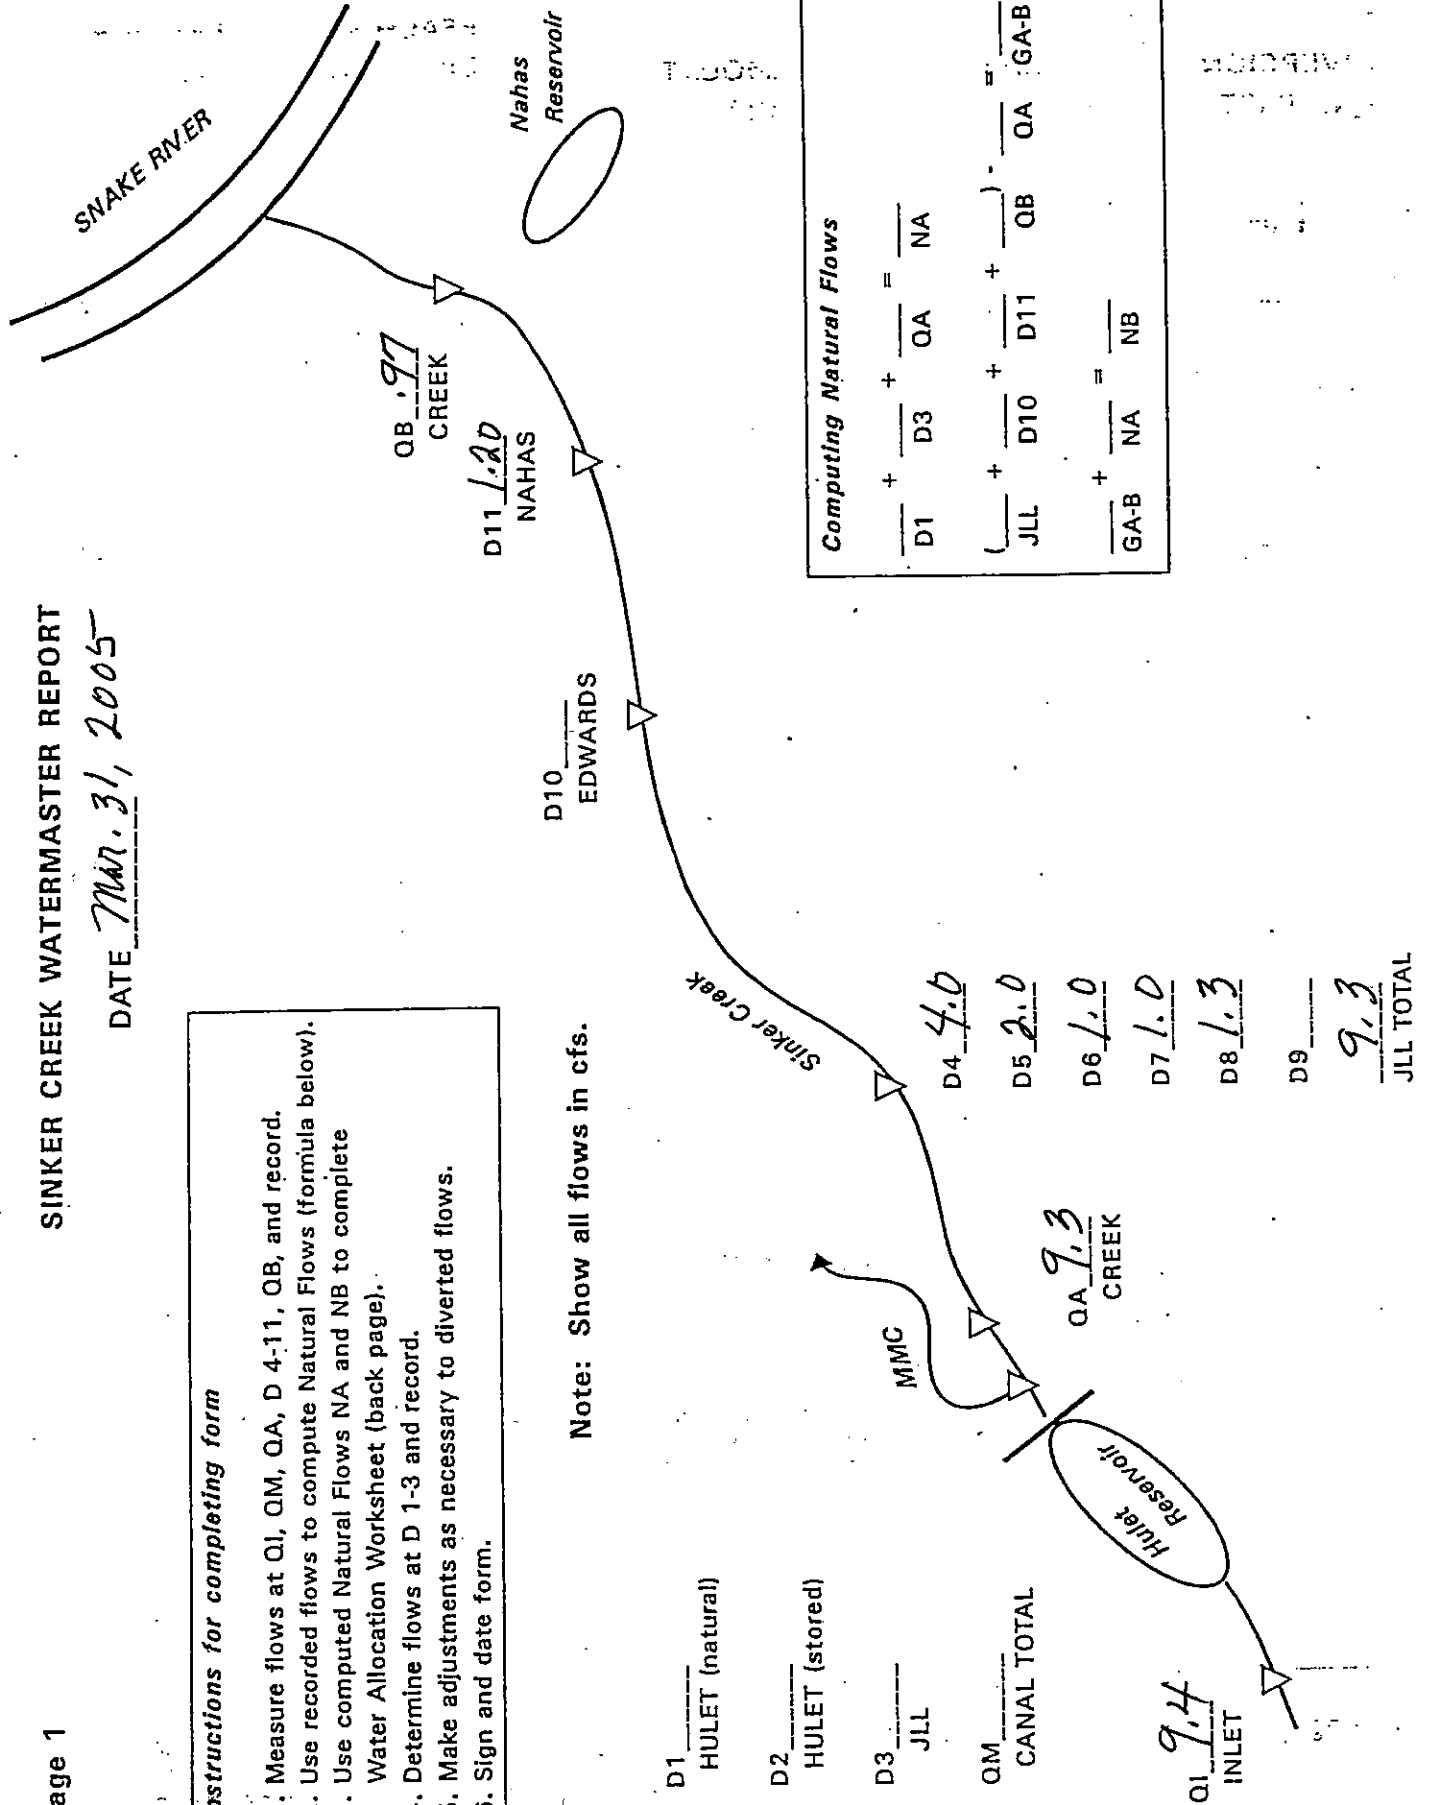 age 1
SINKER CREEK WATERMASTER REPORT
DATE Mar. 31, 2005
nstructions for completing form
. Measure flows at QI, QM, QA, D 4-11, QB, and record.
. Use recorded flows to compute Natural Flows (formula below).
. Use computed Natural Flows NA and NB to complete
Water Allocation Worksheet (back page).
. Determine flows at D 1-3 and record.
. Make adjustments as necessary to diverted flows.
. Sign and date form.
Note: Show all flows in cfs.
SNAKE RIVER
Nahas
Reservoir
QB .97
CREEK
D11 1.20
NAHAS
D10
EDWARDS
Sinker Creek
MMC
Hulet
Reservoir
D1
HULET (natural)
D2
HULET (stored)
D3
JLL
QM
CANAL TOTAL
QI 9.4
INLET
QA 9.3
CREEK
D4 4.0
D5 2.0
D6 1.0
D7 1.0
D8 1.3
D9
9.3
JLL TOTAL
Computing Natural Flows
+ + =
D1 D3 QA NA
( + + + ) - =
JLL D10 D11 QB QA GA-B
+ =
GA-B NA NB